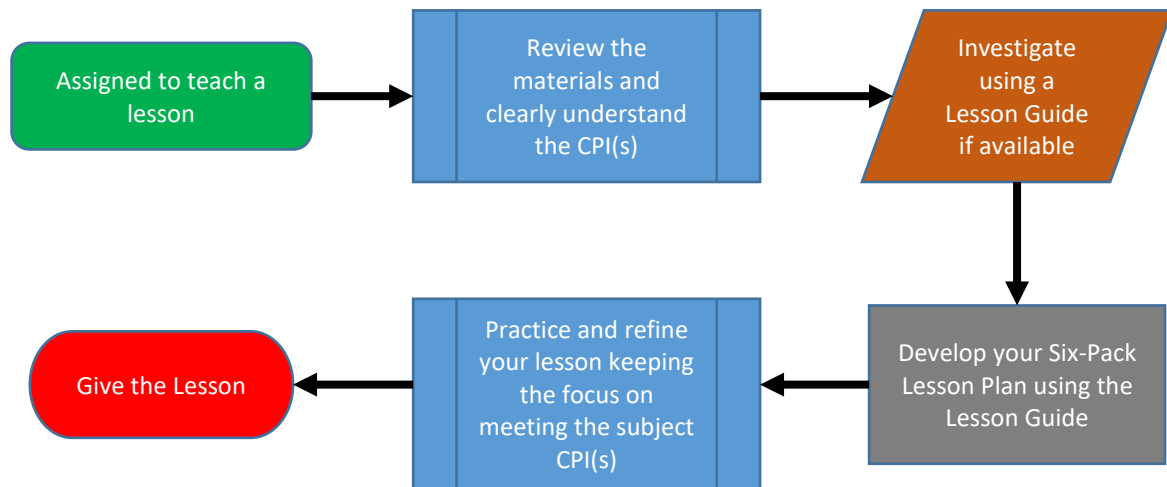 Assigned to teach a
lesson
Review the
materials and
clearly understand
the CPI(s)
Investigate
using a
Lesson Guide
if available
Develop your Six-Pack
Lesson Plan using the
Lesson Guide
Practice and refine
your lesson keeping
the focus on
meeting the subject
CPI(s)
Give the Lesson